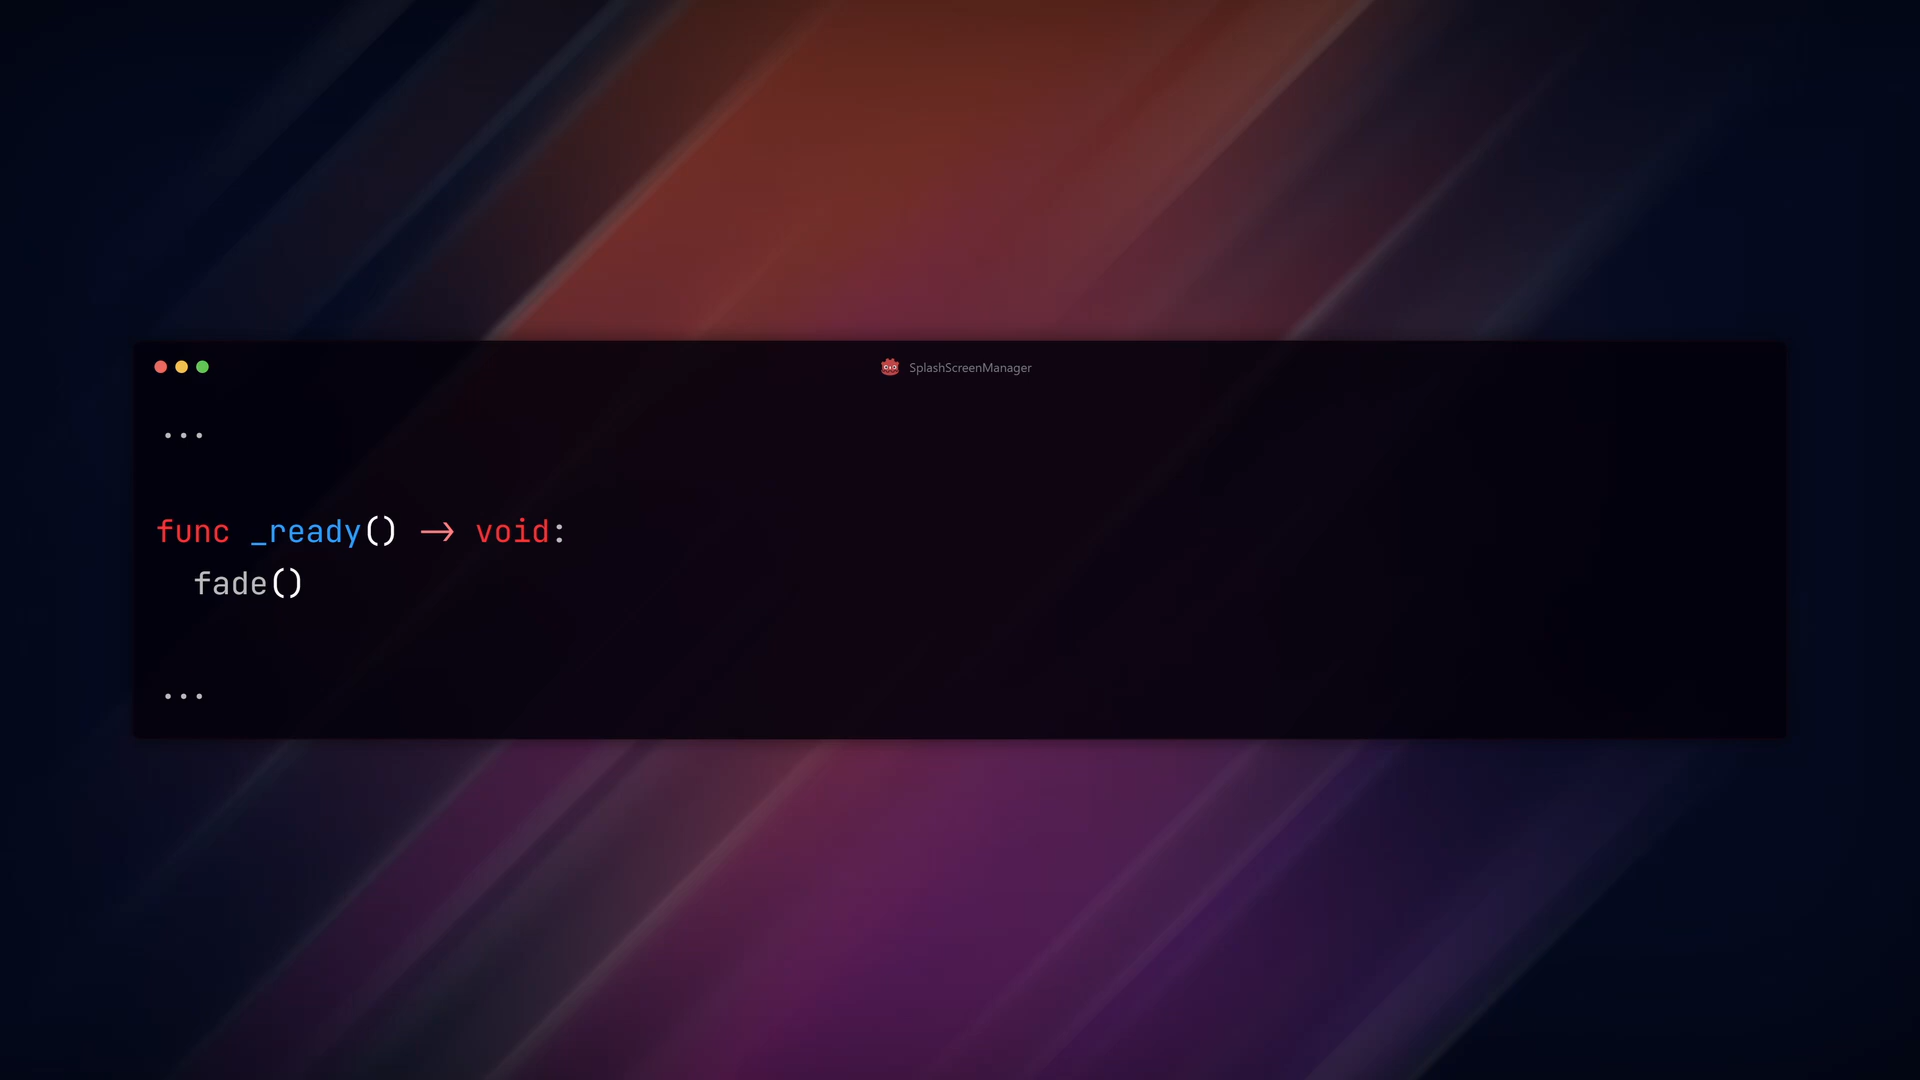 SplashScreenManager
...
func _ready() -> void:
fade()
...